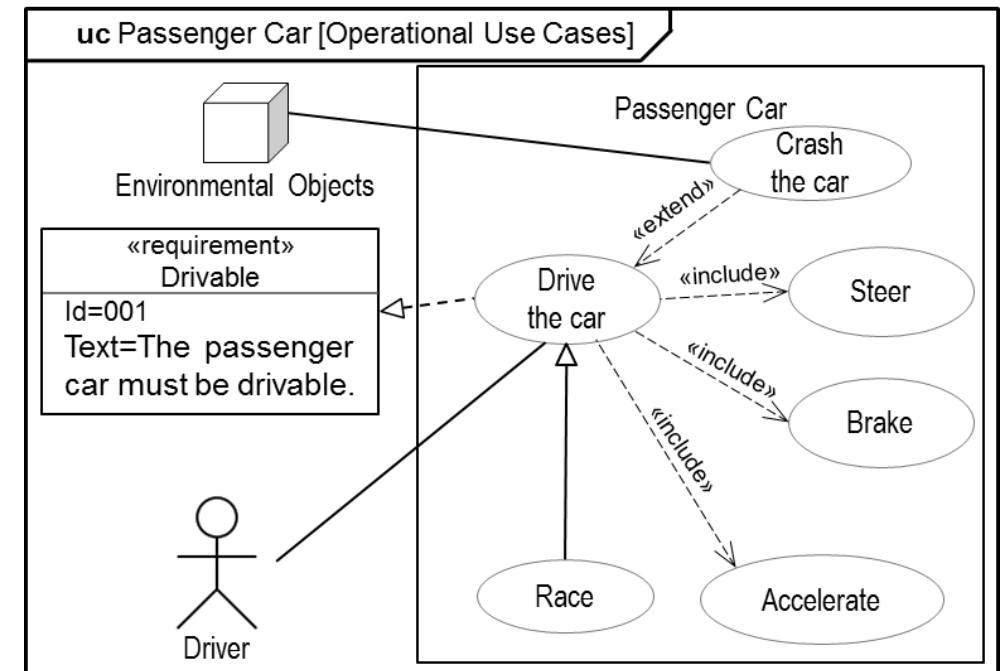 uc Passenger Car [Operational Use Cases]
Passenger Car
Crash
the car
Environmental Objects
«extend»
«requirement»
Drivable
Id=001
Text=The passenger
car must be drivable.
Drive
the car
«include»
Steer
«include»
Brake
«include»
Race
Accelerate
Driver